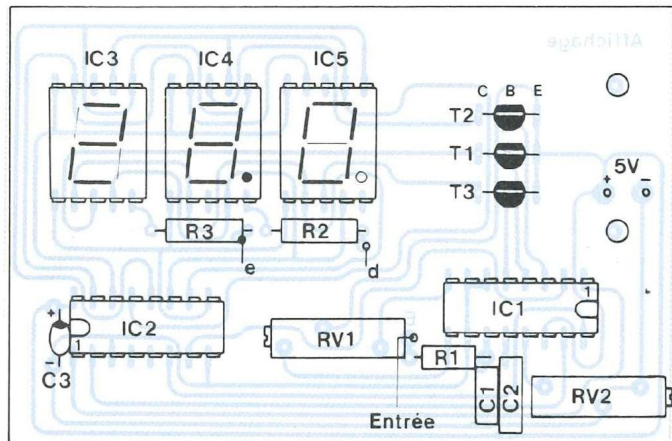 Affichage
IC3 IC4 IC5
C B E
T2
T1
T3
5V
+ −
R3 R2
e d
IC2
1
+
−
C3
RV1
IC1
1
R1
C1
C2
RV2
Entrée